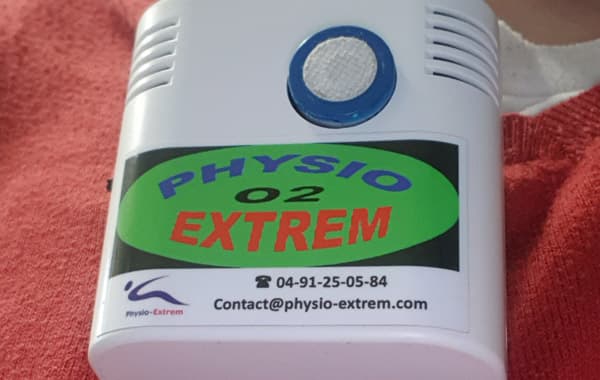 PHYSIO
O2
EXTREM
☎ 04-91-25-05-84
Contact@physio-extrem.com
Physio-Extrem